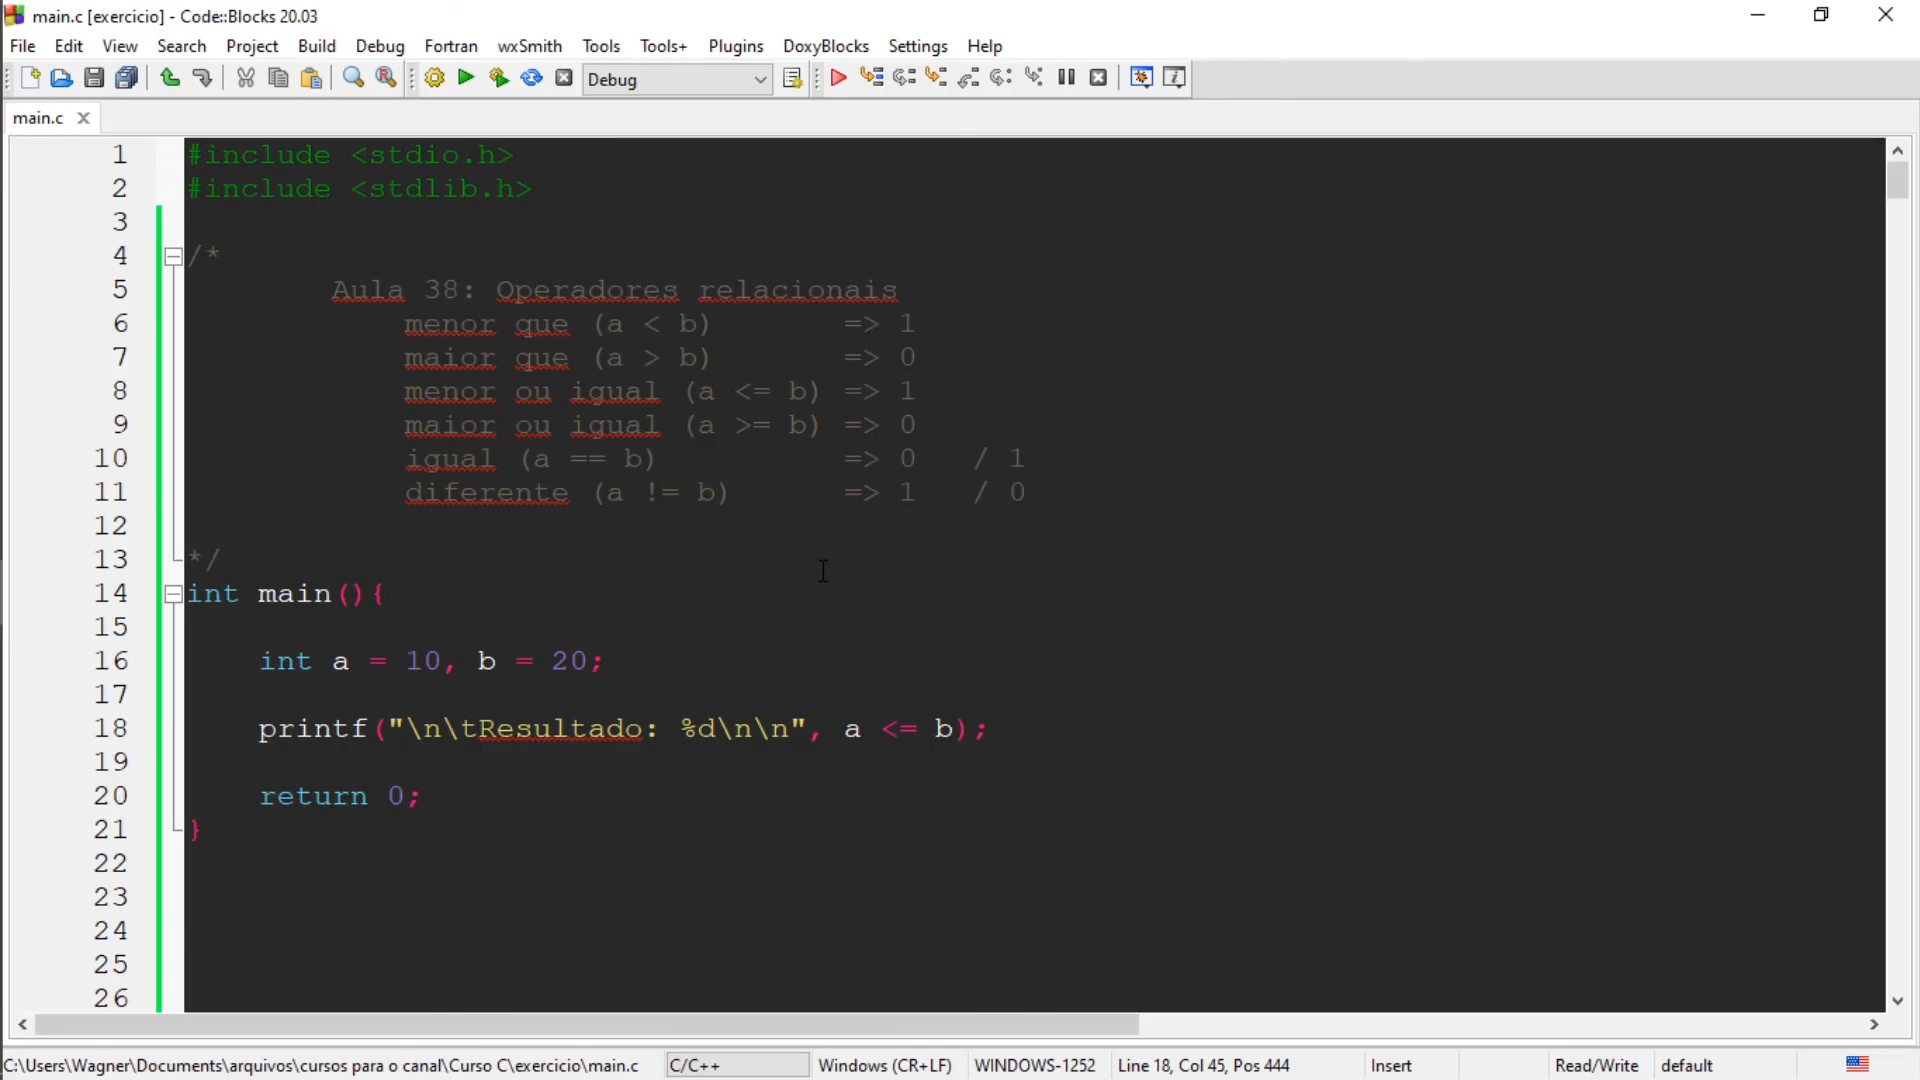 main.c [exercicio] - Code::Blocks 20.03
File Edit View Search Project Build Debug Fortran wxSmith Tools Tools+ Plugins DoxyBlocks Settings Help
Debug
main.c
1 #include <stdio.h>
2 #include <stdlib.h>
3
4 /*
5 Aula 38: Operadores relacionais
6 menor que (a < b) => 1
7 maior que (a > b) => 0
8 menor ou igual (a <= b) => 1
9 maior ou igual (a >= b) => 0
10 igual (a == b) => 0 / 1
11 diferente (a != b) => 1 / 0
12
13 */
14 int main(){
15
16 int a = 10, b = 20;
17
18 printf("\n\tResultado: %d\n\n", a <= b);
19
20 return 0;
21 }
22
23
24
25
26
C:\Users\Wagner\Documents\arquivos\cursos para o canal\Curso C\exercicio\main.c C/C++ Windows (CR+LF) WINDOWS-1252 Line 18, Col 45, Pos 444 Insert Read/Write default